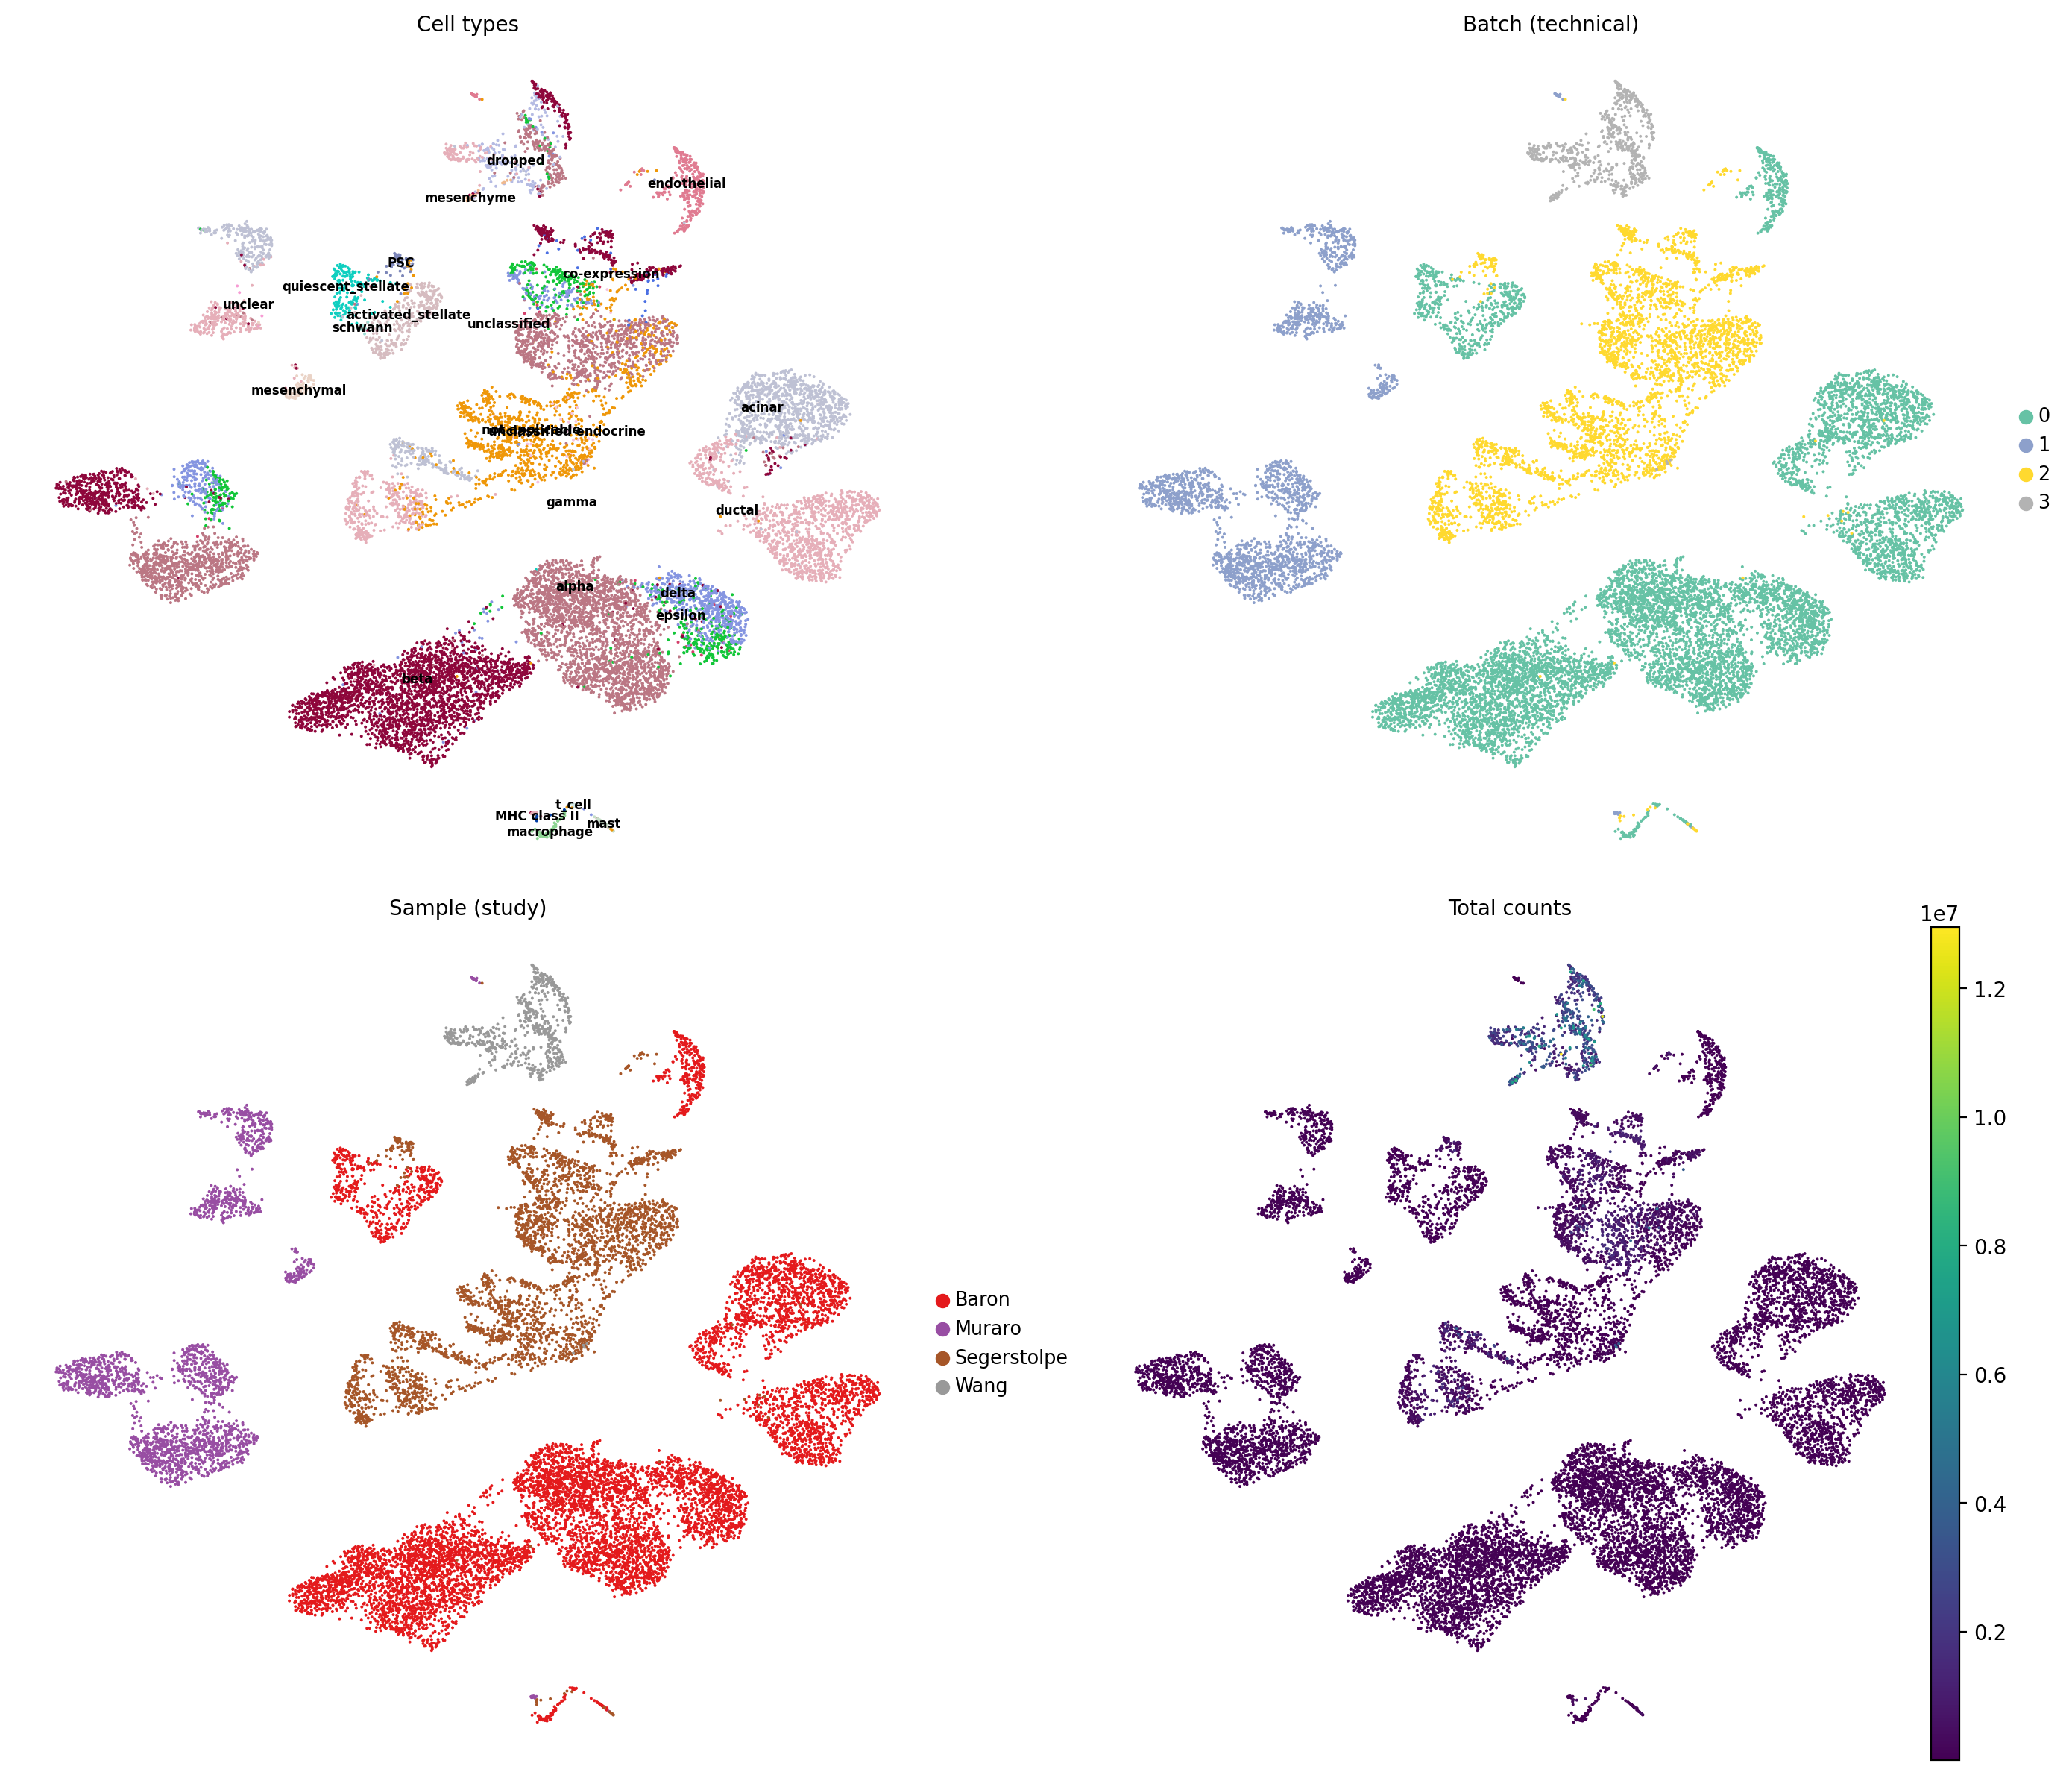 Cell types
Batch (technical)
dropped
endothelial
mesenchyme
PSC
co-expression
quiescent_stellate
unclear
activated_stellate
unclassified
schwann
mesenchymal
acinar
not applicable
unclassified endocrine
gamma
ductal
alpha
delta
epsilon
beta
t_cell
MHC class II
mast
macrophage
0
1
2
3
Sample (study)
Total counts
Baron
Muraro
Segerstolpe
Wang
1e7
1.2
1.0
0.8
0.6
0.4
0.2